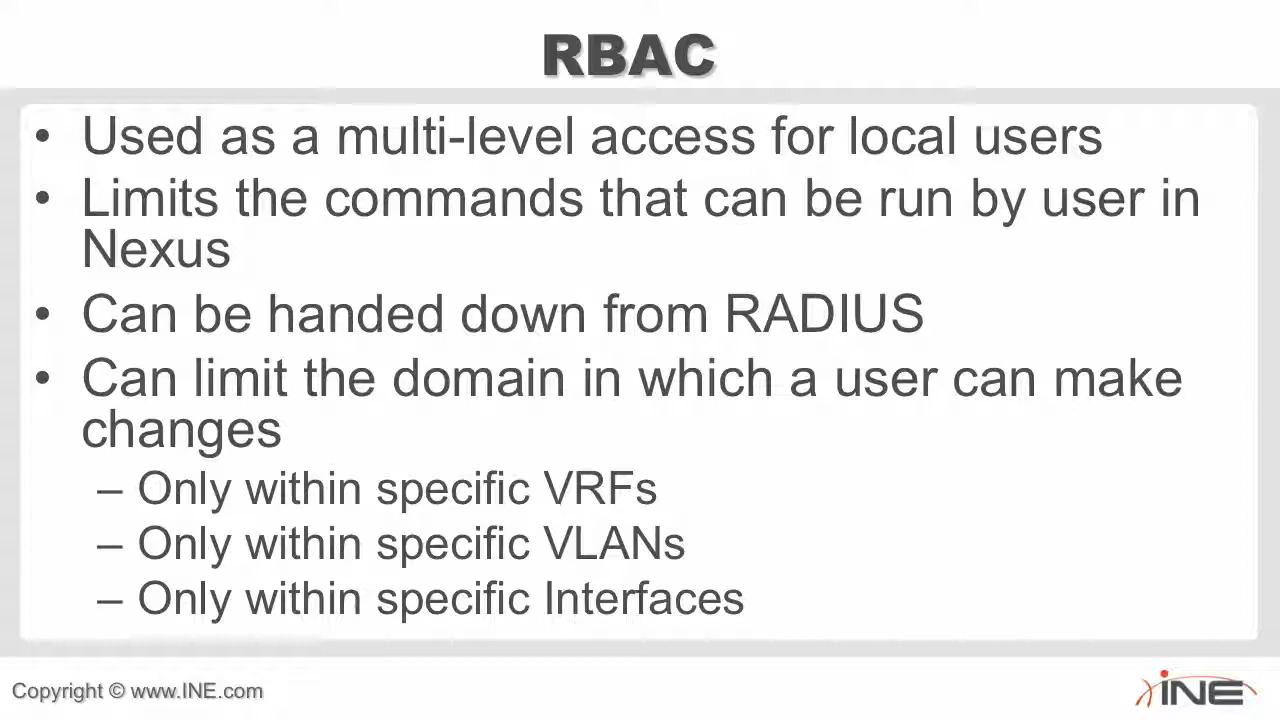 RBAC
• Used as a multi-level access for local users
• Limits the commands that can be run by user in
Nexus
• Can be handed down from RADIUS
• Can limit the domain in which a user can make
changes
– Only within specific VRFs
– Only within specific VLANs
– Only within specific Interfaces
Copyright © www.INE.com
INE